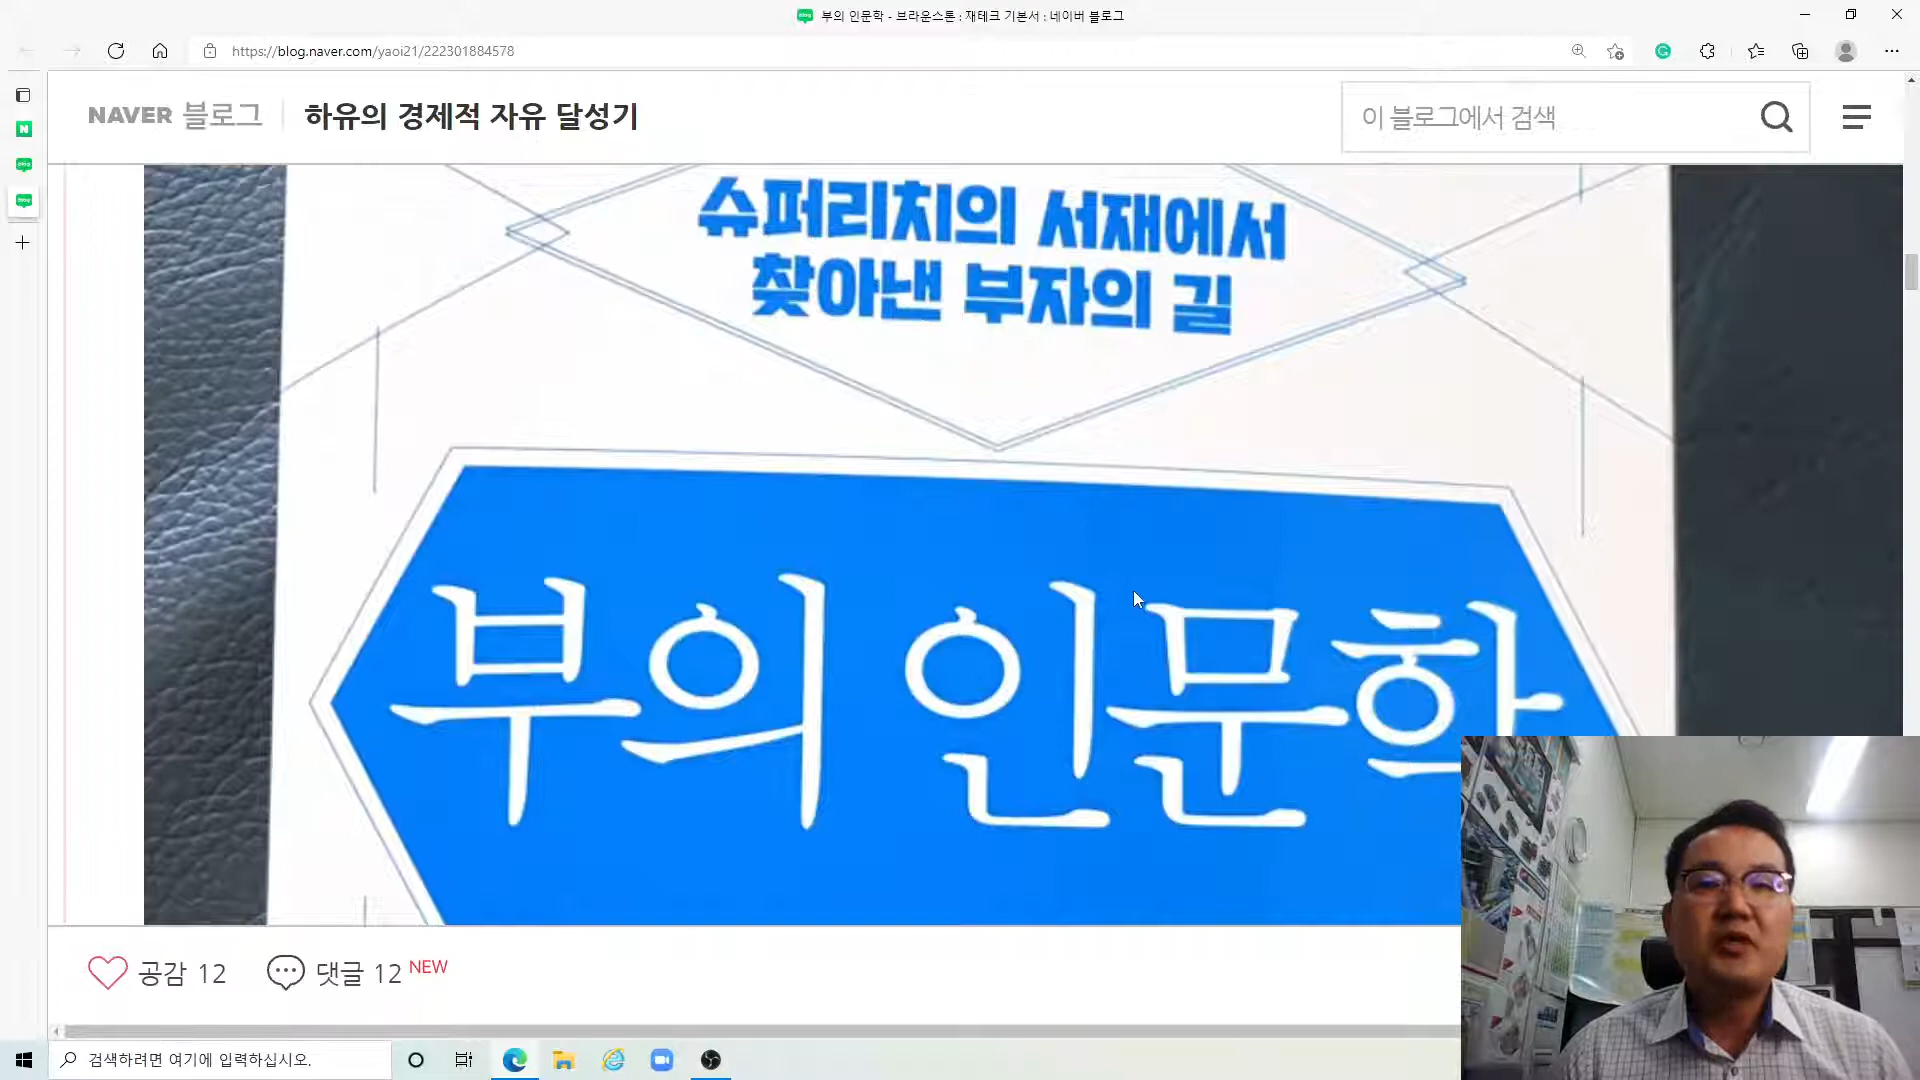 부의 인문학 - 브라운스톤 : 재테크 기본서 : 네이버 블로그
https://blog.naver.com/yaoi21/222301884578
NAVER 블로그
하유의 경제적 자유 달성기
이 블로그에서 검색
슈퍼리치의 서재에서
찾아낸 부자의 길
부의 인문학
공감 12
댓글 12 NEW
검색하려면 여기에 입력하십시오.